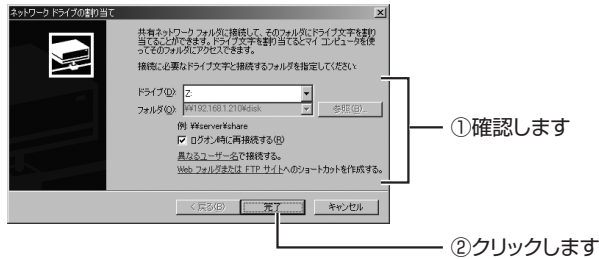 ネットワーク ドライブの割り当て
共有ネットワーク フォルダに接続して、そのフォルダにドライブ文字を割り
当てることができます。ドライブ文字を割り当てるとマイ コンピュータを使
ってそのフォルダにアクセスできます。
接続に必要なドライブ文字と接続するフォルダを指定してください:
ドライブ(D): Z:
フォルダ(O): ¥¥192.168.1.210¥disk 参照(B)...
例: ¥¥server¥share
ログオン時に再接続する(R)
異なるユーザー名で接続する。
Web フォルダまたは FTP サイトへのショートカットを作成する。
< 戻る(B) 完了 キャンセル
①確認します
②クリックします